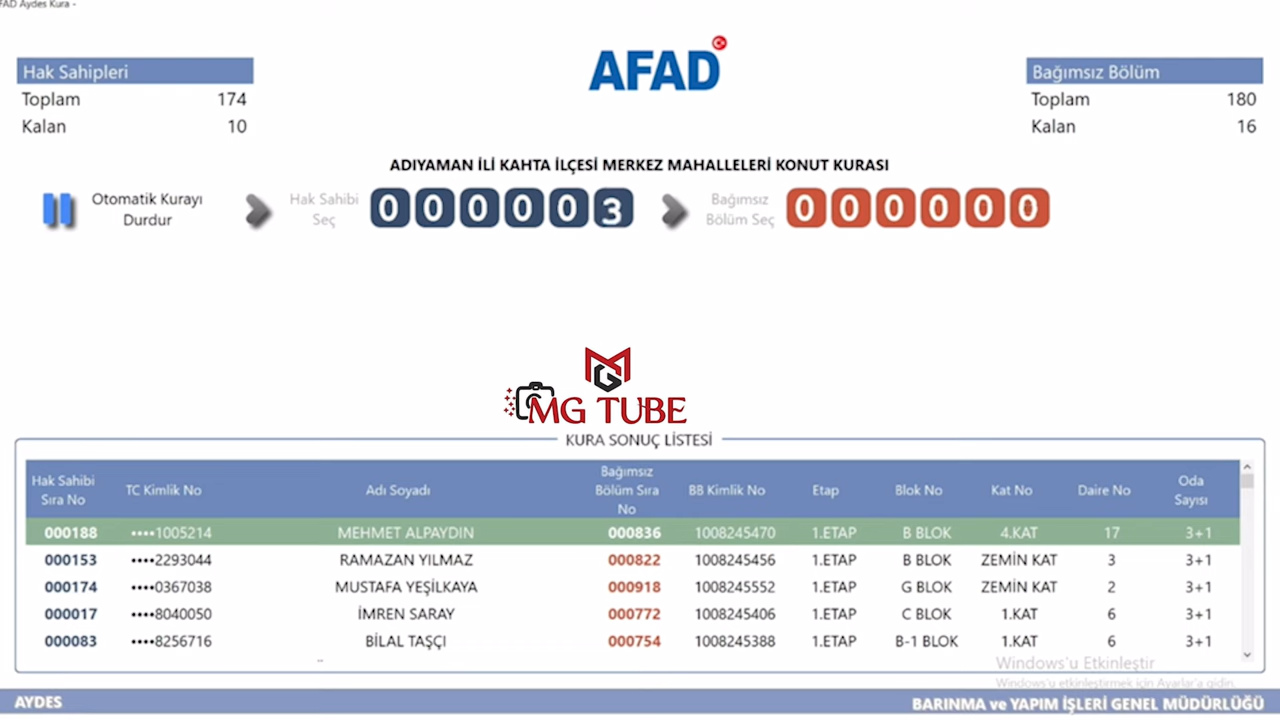 FAD Aydes Kura -
AFAD
Hak Sahipleri
Toplam 174
Kalan 10
Bağımsız Bölüm
Toplam 180
Kalan 16
ADIYAMAN İLİ KAHTA İLÇESİ MERKEZ MAHALLELERİ KONUT KURASI
Otomatik Kurayı
Durdur
Hak Sahibi
Seç
000003
Bağımsız
Bölüm Seç
000000
MG
MG TUBE
KURA SONUÇ LİSTESİ
Hak Sahibi Sıra No TC Kimlik No Adı Soyadı Bağımsız Bölüm Sıra No BB Kimlik No Etap Blok No Kat No Daire No Oda Sayısı
000188 ••••1005214 MEHMET ALPAYDIN 000836 1008245470 1.ETAP B BLOK 4.KAT 17 3+1
000153 ••••2293044 RAMAZAN YILMAZ 000822 1008245456 1.ETAP B BLOK ZEMİN KAT 3 3+1
000174 ••••0367038 MUSTAFA YEŞİLKAYA 000918 1008245552 1.ETAP G BLOK ZEMİN KAT 2 3+1
000017 ••••8040050 İMREN SARAY 000772 1008245406 1.ETAP C BLOK 1.KAT 6 3+1
000083 ••••8256716 BİLAL TAŞÇI 000754 1008245388 1.ETAP B-1 BLOK 1.KAT 6 3+1
Windows'u Etkinleştir
Windows'u etkinleştirmek için Ayarlar'a gidin.
AYDES
BARINMA ve YAPIM İŞLERİ GENEL MÜDÜRLÜĞÜ